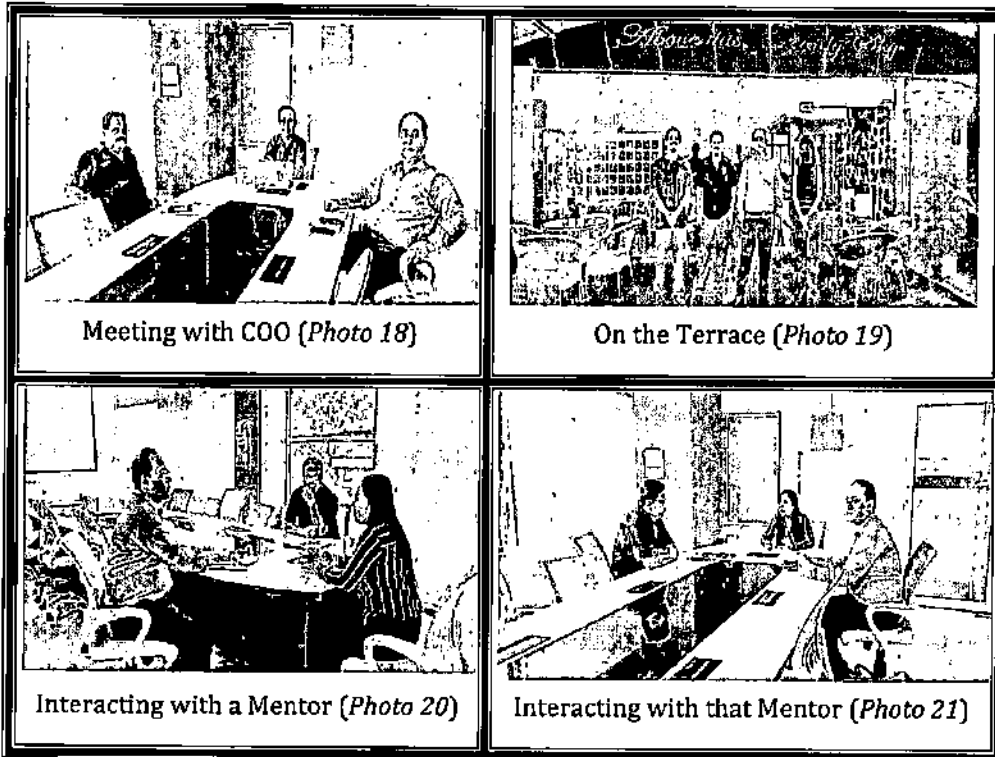 Meeting with COO (Photo 18)
On the Terrace (Photo 19)
Interacting with a Mentor (Photo 20)
Interacting with that Mentor (Photo 21)